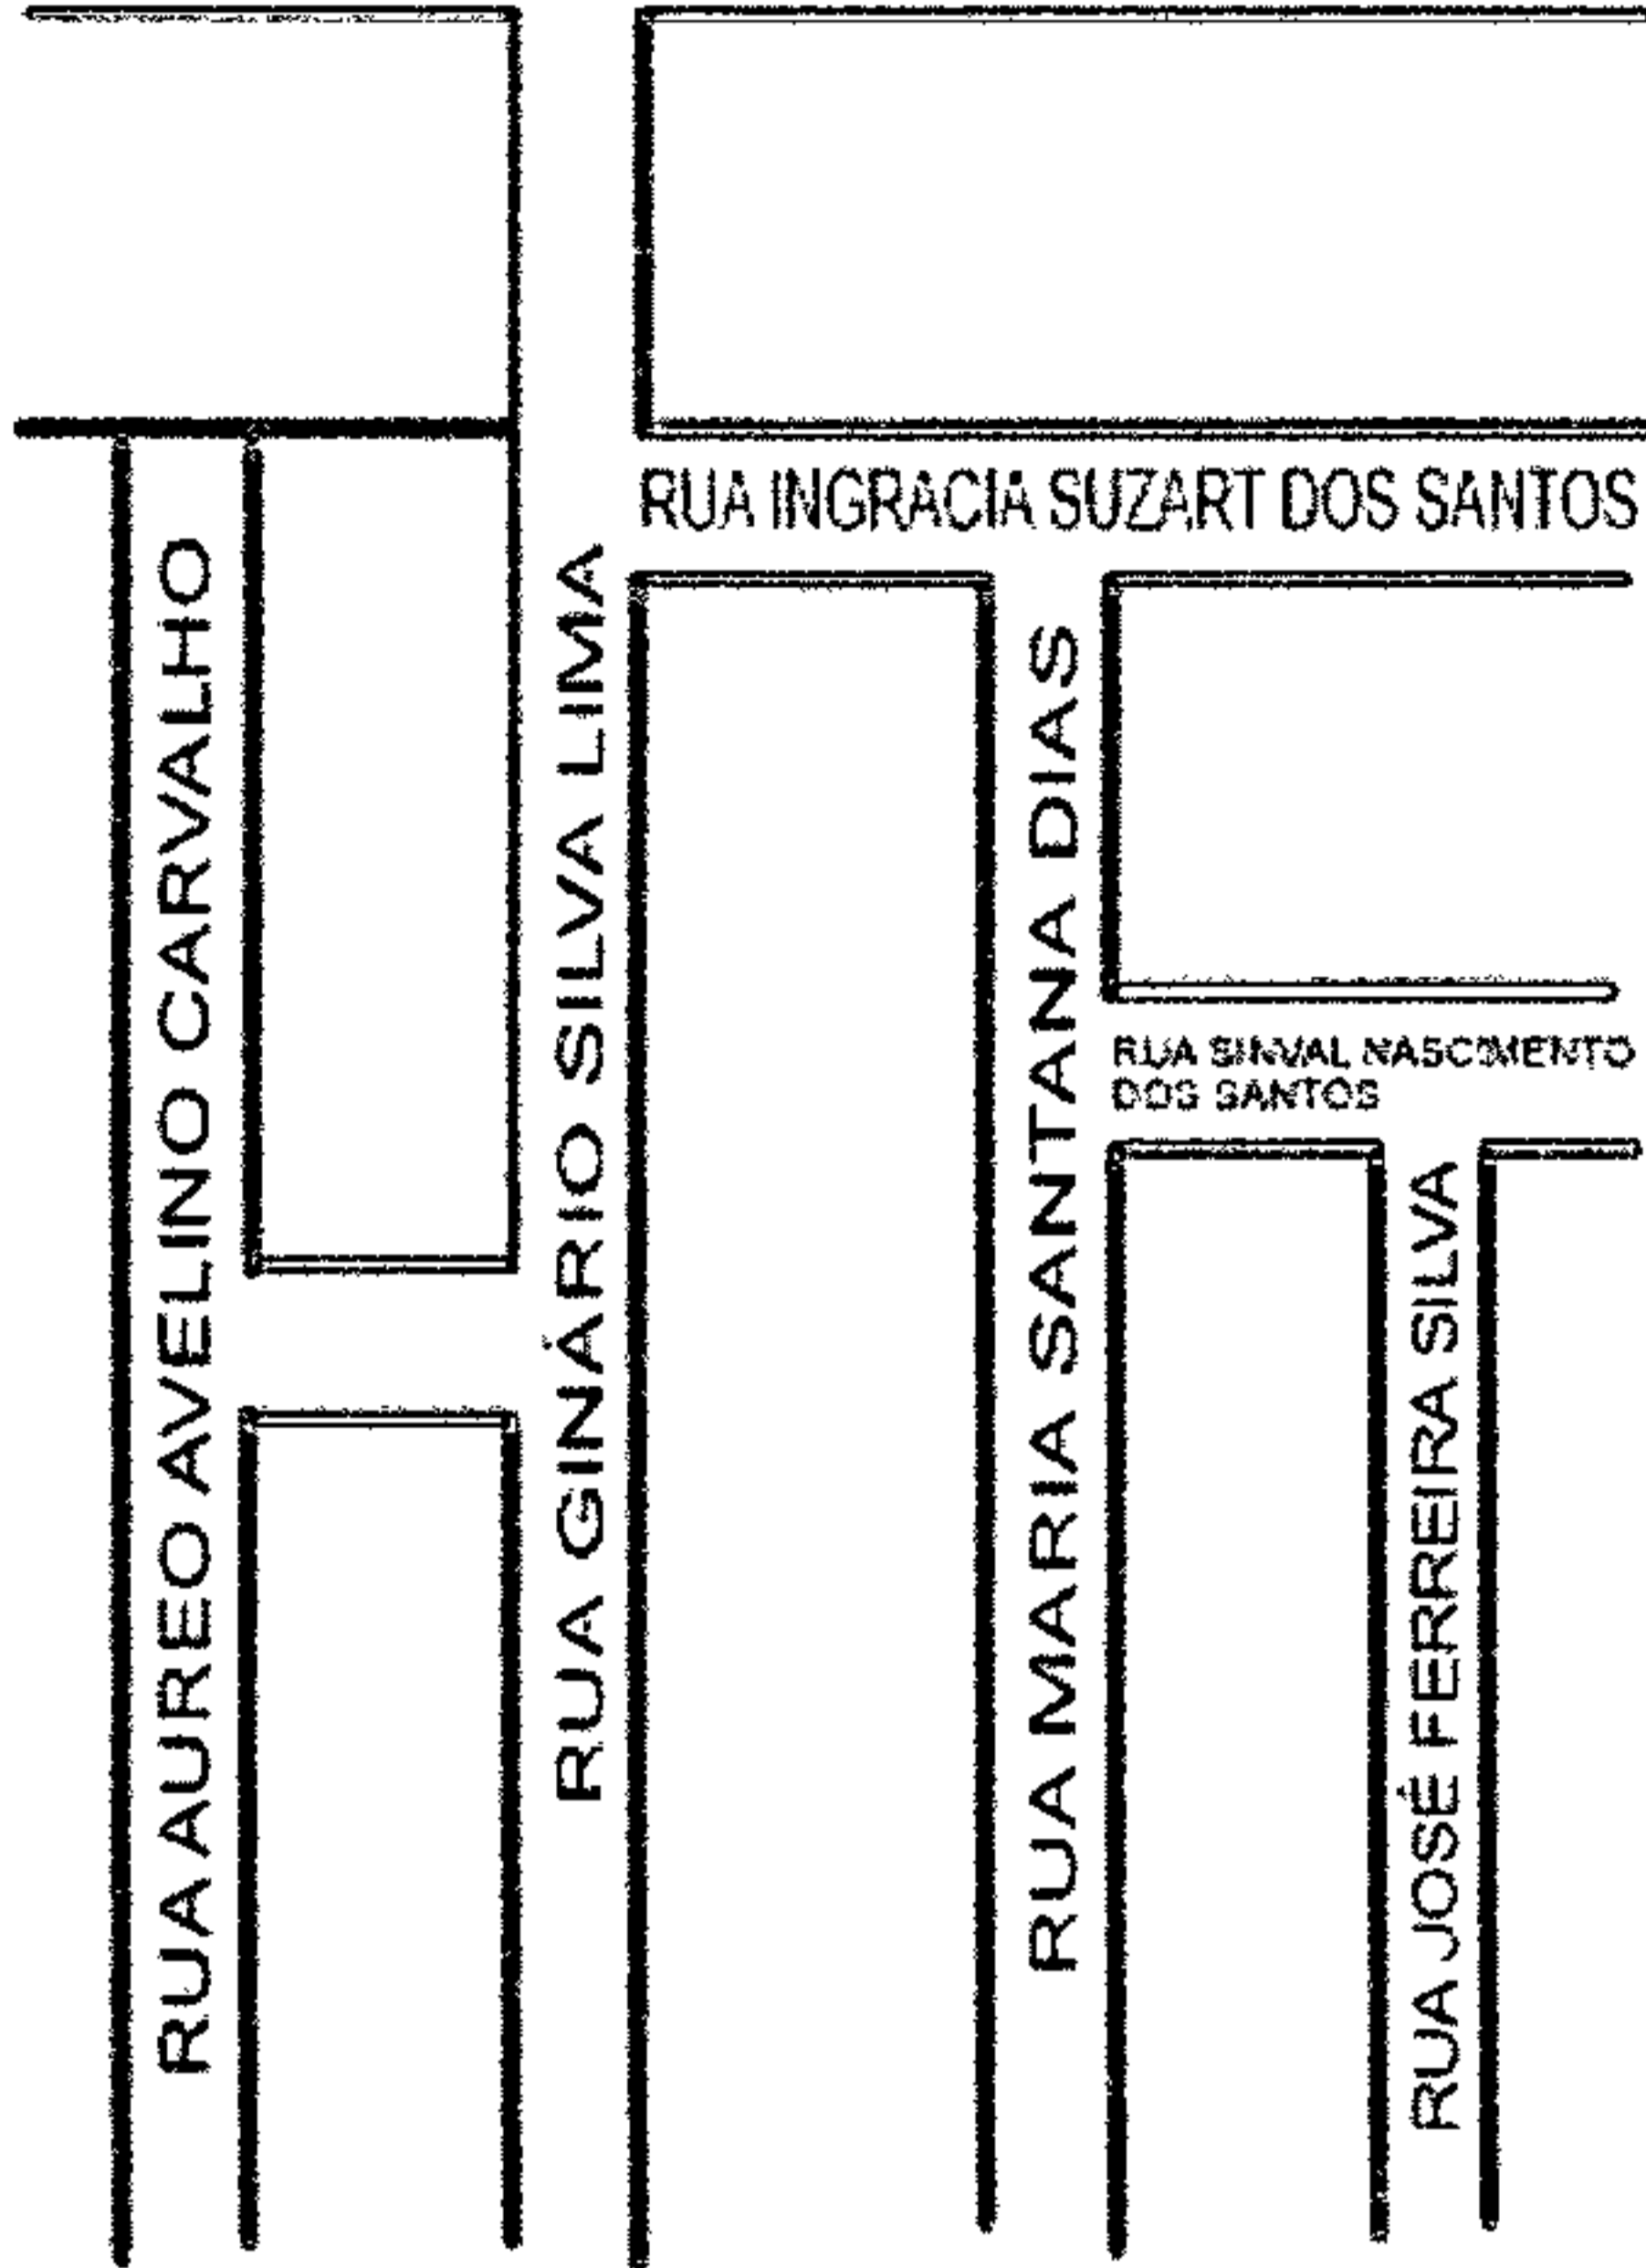 RUA INGRACIA SUZART DOS SANTOS
RUA AUREO AVELINO CARVALHO
RUA GINÁRIO SILVA LIMA
RUA MARIA SANTANA DIAS
RUA SINVAL NASCIMENTO
DOS SANTOS
RUA JOSÉ FERREIRA SILVA